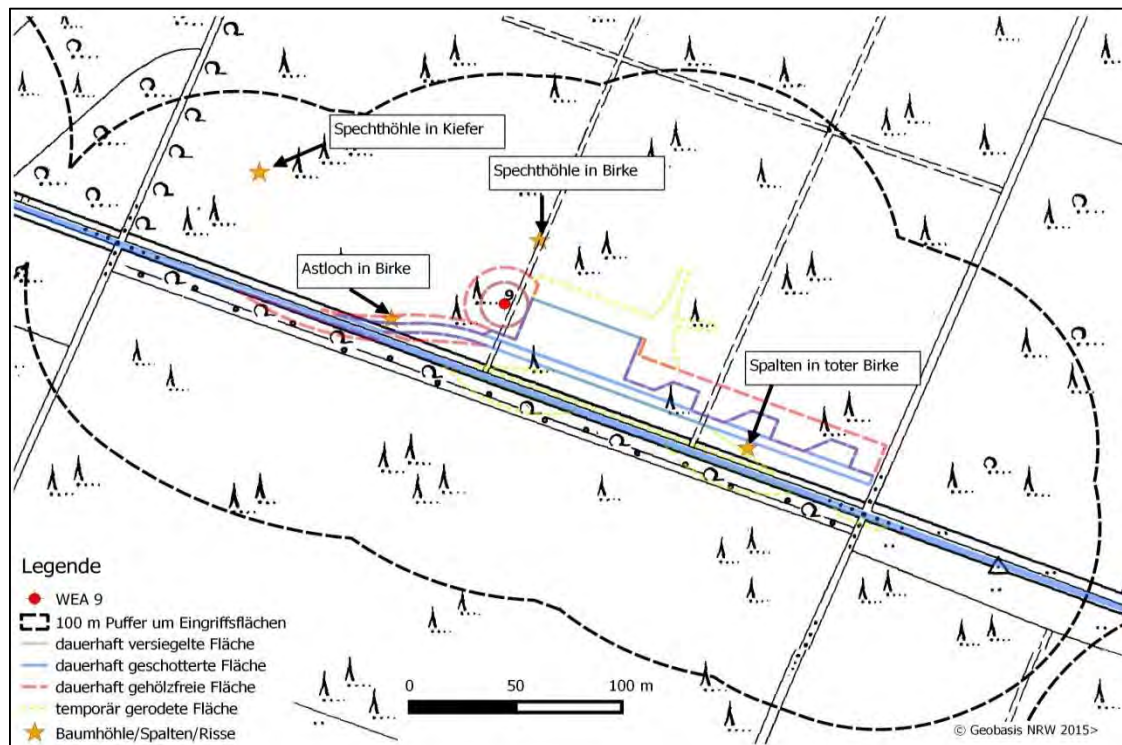 Spechthöhle in Kiefer
Spechthöhle in Birke
Astloch in Birke
9
Spalten in toter Birke
Legende
WEA 9
100 m Puffer um Eingriffsflächen
dauerhaft versiegelte Fläche
dauerhaft geschotterte Fläche
dauerhaft gehölzfreie Fläche
temporär gerodete Fläche
Baumhöhle/Spalten/Risse
0 50 100 m
© Geobasis NRW 2015>